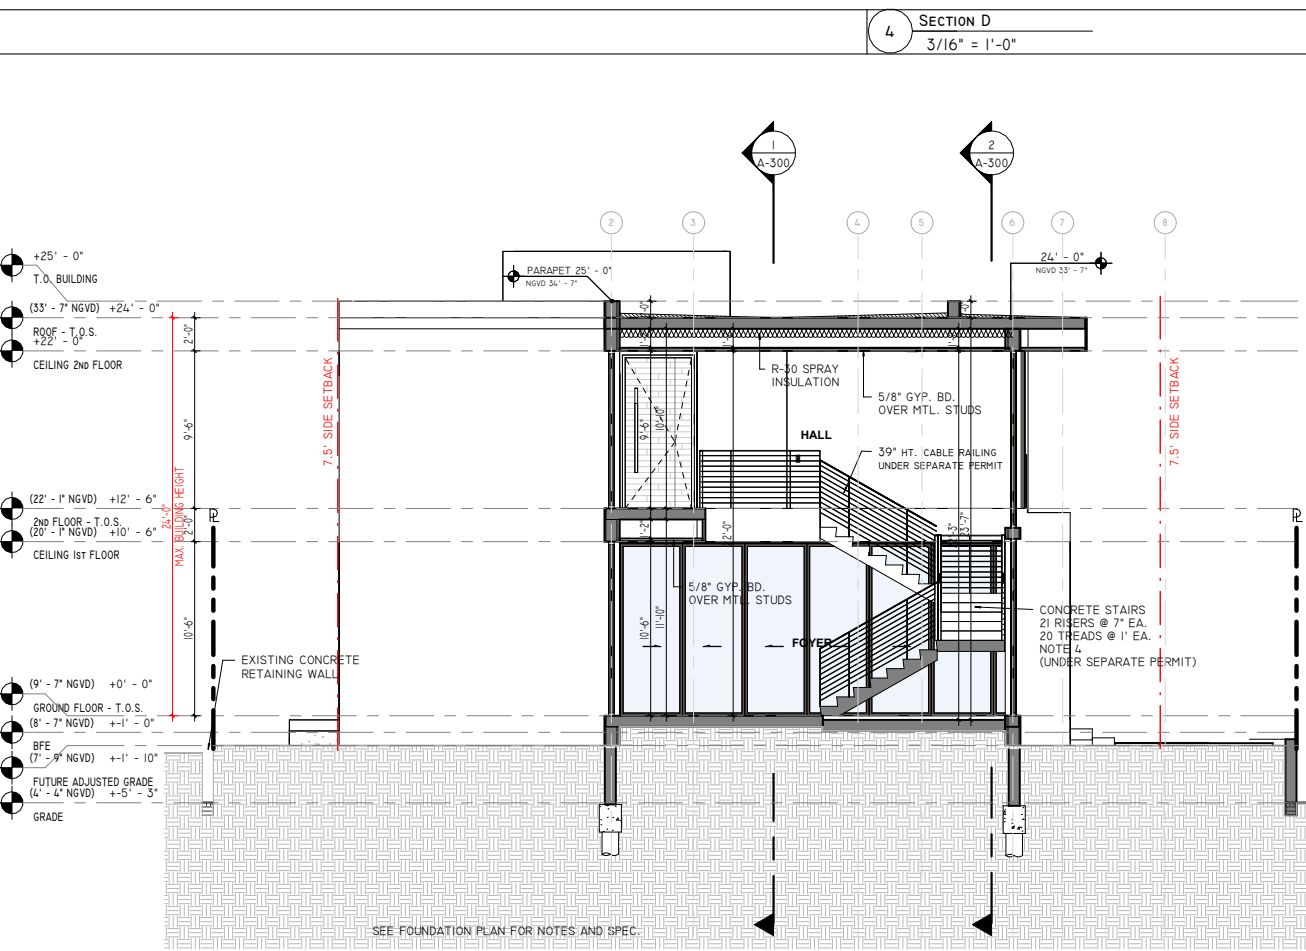 4
SECTION D
3/16" = 1'-0"
1
A-300
2
A-300
2
3
4
5
6
7
8
+25' - 0"
T.O. BUILDING
(33' - 7" NGVD) +24' - 0"
ROOF - T.O.S.
+22' - 0"
CEILING 2ND FLOOR
(22' - 1" NGVD) +12' - 6"
2ND FLOOR - T.O.S.
(20' - 1" NGVD) +10' - 6"
CEILING 1ST FLOOR
(9' - 7" NGVD) +0' - 0"
GROUND FLOOR - T.O.S.
(8' - 7" NGVD) +-1' - 0"
BFE
(7' - 9" NGVD) +-1' - 10"
FUTURE ADJUSTED GRADE
(4' - 4" NGVD) +-5' - 3"
GRADE
24'-0"
MAX. BUILDING HEIGHT
2'-0"
9'-6"
2'-0"
10'-6"
7.5' SIDE SETBACK
PARAPET 25' - 0"
NGVD 34' - 7"
24' - 0"
NGVD 33' - 7"
R-30 SPRAY
INSULATION
5/8" GYP. BD.
OVER MTL. STUDS
HALL
39" HT. CABLE RAILING
UNDER SEPARATE PERMIT
9'-6"
10'-10"
2'-0"
23'-7"
5/8" GYP. BD.
OVER MTL. STUDS
10'-6"
11'-10"
FOYER
CONCRETE STAIRS
21 RISERS @ 7" EA.
20 TREADS @ 1' EA.
NOTE 4
(UNDER SEPARATE PERMIT)
7.5' SIDE SETBACK
EXISTING CONCRETE
RETAINING WALL
PL
PL
SEE FOUNDATION PLAN FOR NOTES AND SPEC.